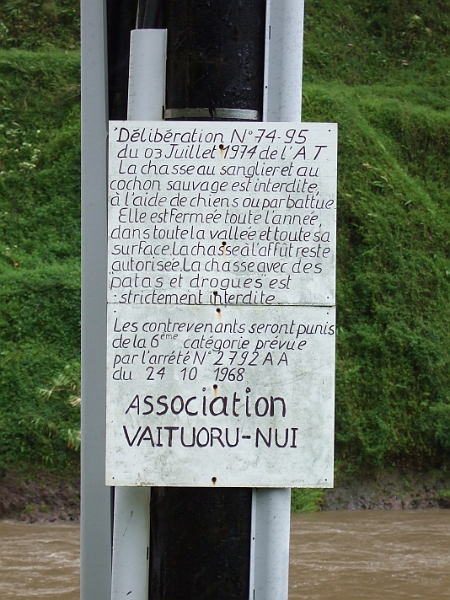 Délibération N°74-95
du 03 Juillet 1974 de l'A T
La chasse au sanglier et au
cochon sauvage est interdite,
à l'aide de chiens ou par battue
Elle est fermée toute l'année,
dans toute la vallée et toute sa
surface. La chasse à l'affût reste
autorisée. La chasse avec des
"patas et drogues" est
strictement interdite
Les contrevenants seront punis
de la 6ème catégorie prévue
par l'arrété N° 2792 AA
du 24 10 1968
Association
VAITUORU-NUI